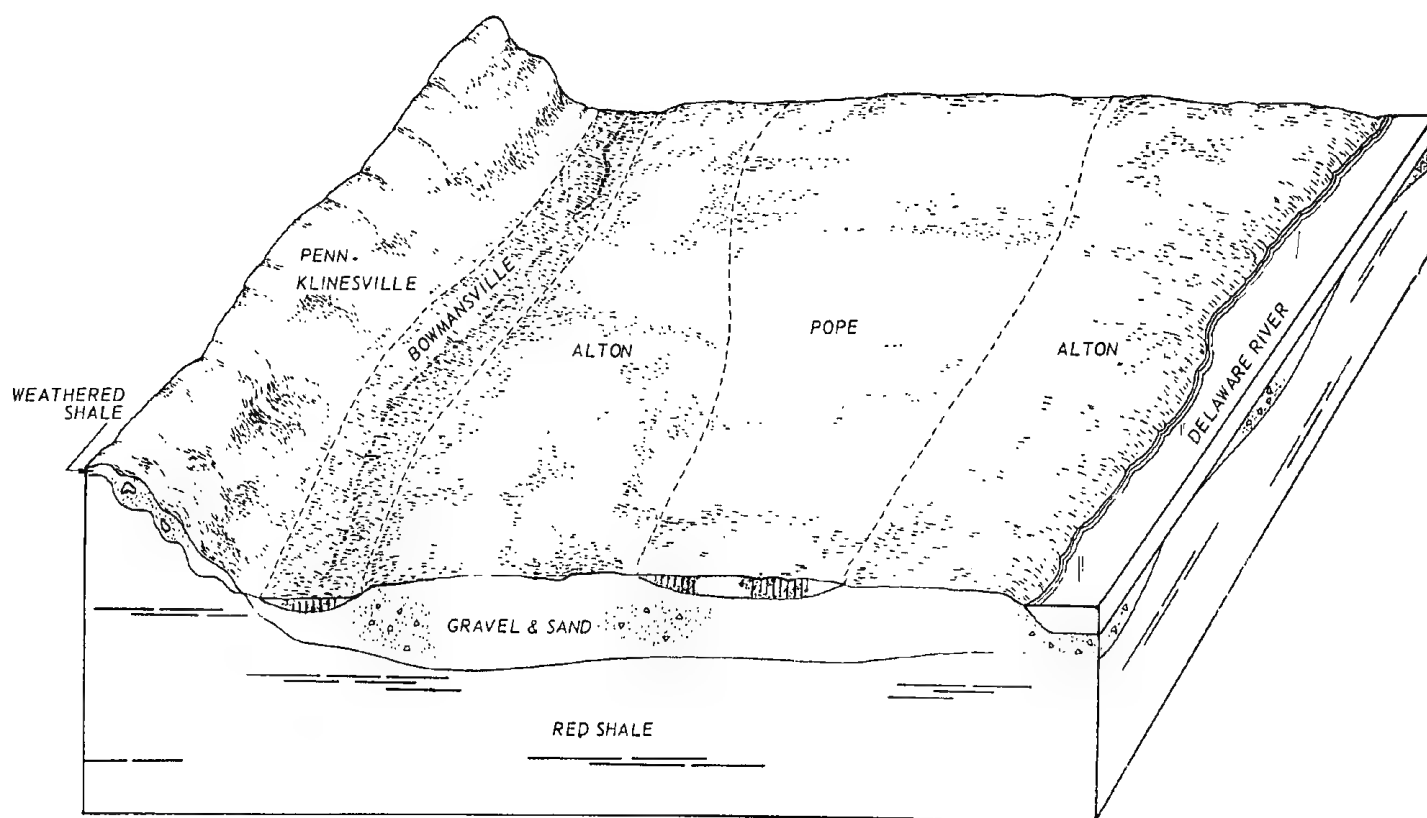 PENN-
KLINESVILLE
BOWMANSVILLE
ALTON
POPE
ALTON
DELAWARE RIVER
WEATHERED
SHALE
GRAVEL & SAND
RED SHALE